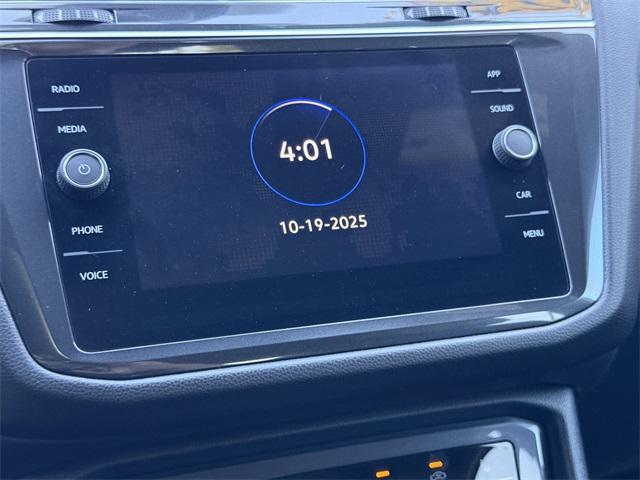 RADIO
MEDIA
PHONE
VOICE
4:01
10-19-2025
APP
SOUND
CAR
MENU